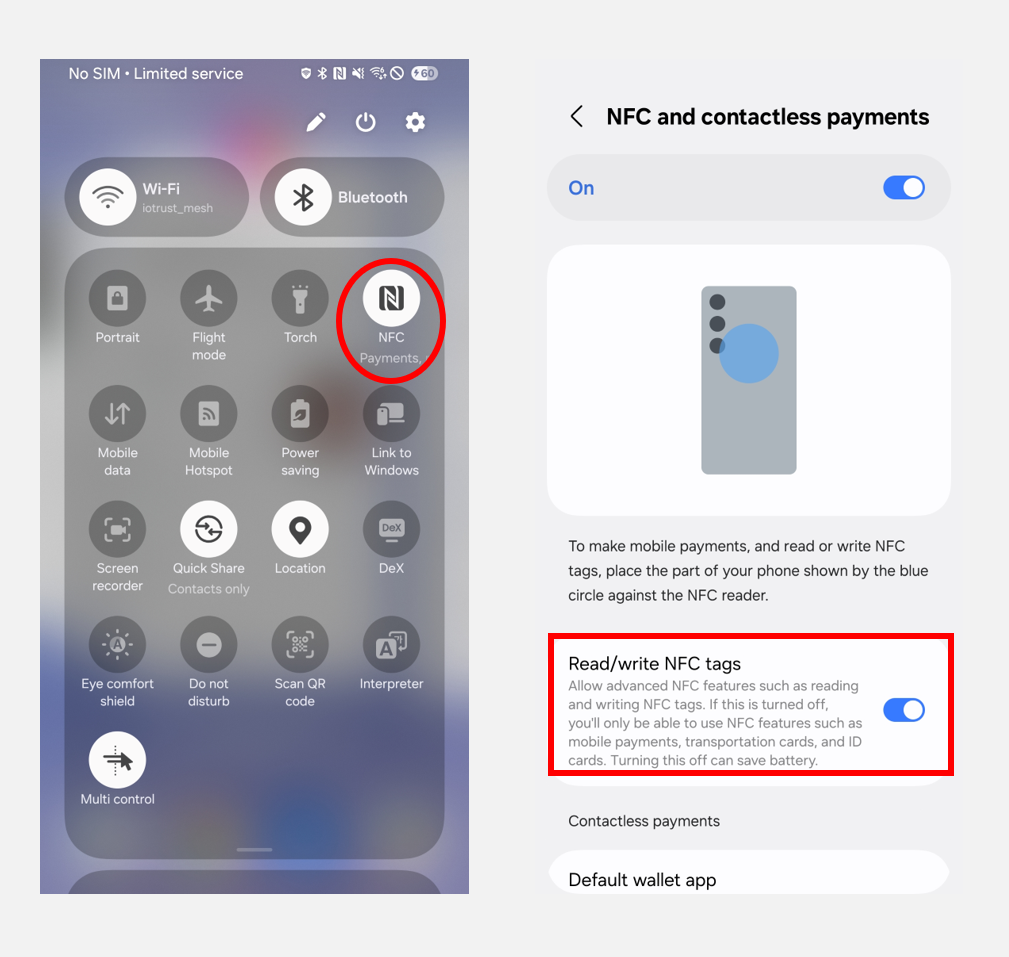 No SIM • Limited service
60
Wi-Fi
iotrust_mesh
Bluetooth
Portrait
Flight
mode
Torch
NFC
Payments,
Mobile
data
Mobile
Hotspot
Power
saving
Link to
Windows
Screen
recorder
Quick Share
Contacts only
Location
DeX
DeX
Eye comfort
shield
Do not
disturb
Scan QR
code
Interpreter
Multi control
NFC and contactless payments
On
To make mobile payments, and read or write NFC
tags, place the part of your phone shown by the blue
circle against the NFC reader.
Read/write NFC tags
Allow advanced NFC features such as reading
and writing NFC tags. If this is turned off,
you'll only be able to use NFC features such as
mobile payments, transportation cards, and ID
cards. Turning this off can save battery.
Contactless payments
Default wallet app